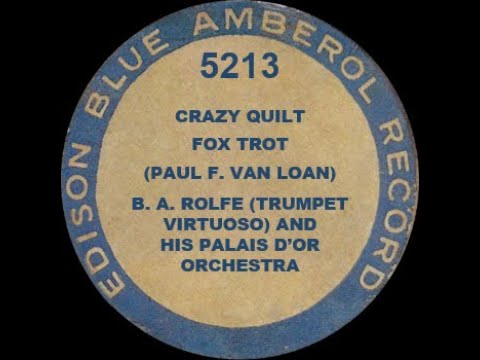 EDISON BLUE AMBEROL RECORD
5213
CRAZY QUILT
FOX TROT
(PAUL F. VAN LOAN)
B. A. ROLFE (TRUMPET
VIRTUOSO) AND
HIS PALAIS D'OR
ORCHESTRA